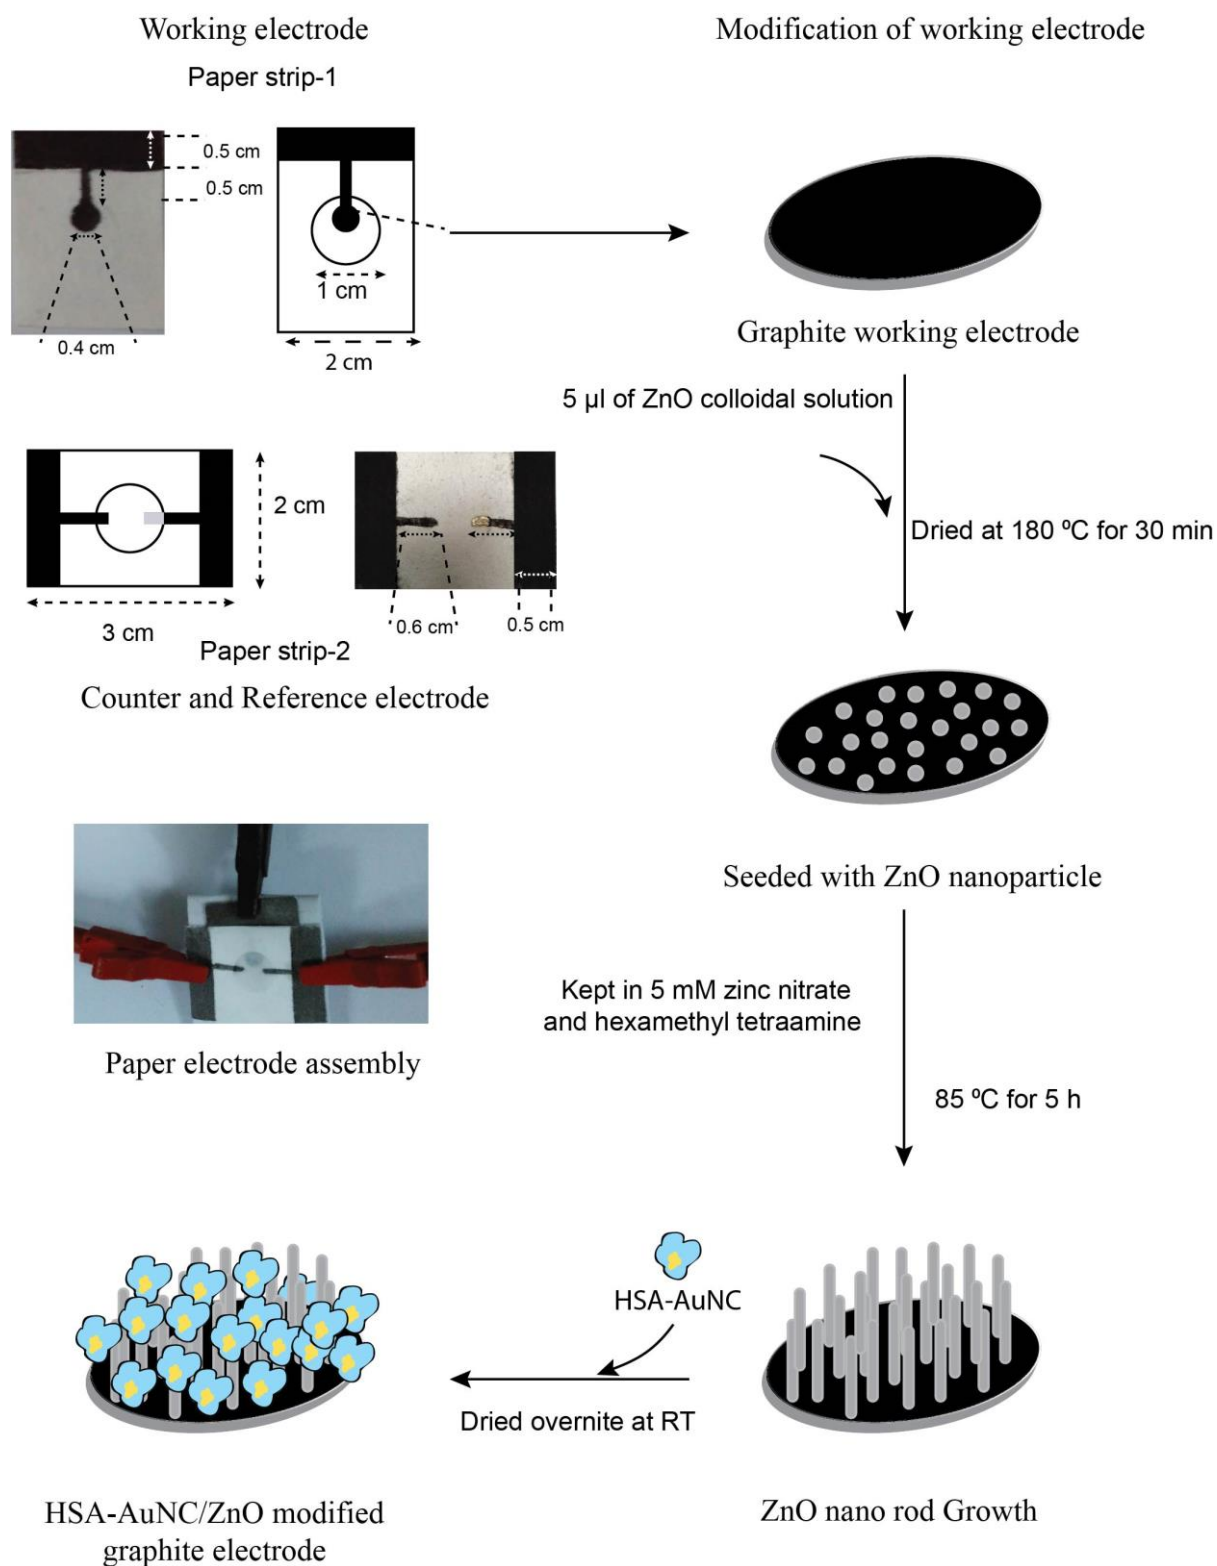 Working electrode
Modification of working electrode
Paper strip-1
0.5 cm
0.5 cm
1 cm
0.4 cm
2 cm
Graphite working electrode
5 µl of ZnO colloidal solution
2 cm
Dried at 180 ºC for 30 min
3 cm
0.6 cm
0.5 cm
Paper strip-2
Counter and Reference electrode
Seeded with ZnO nanoparticle
Kept in 5 mM zinc nitrate
and hexamethyl tetraamine
Paper electrode assembly
85 ºC for 5 h
HSA-AuNC
Dried overnite at RT
HSA-AuNC/ZnO modified
graphite electrode
ZnO nano rod Growth